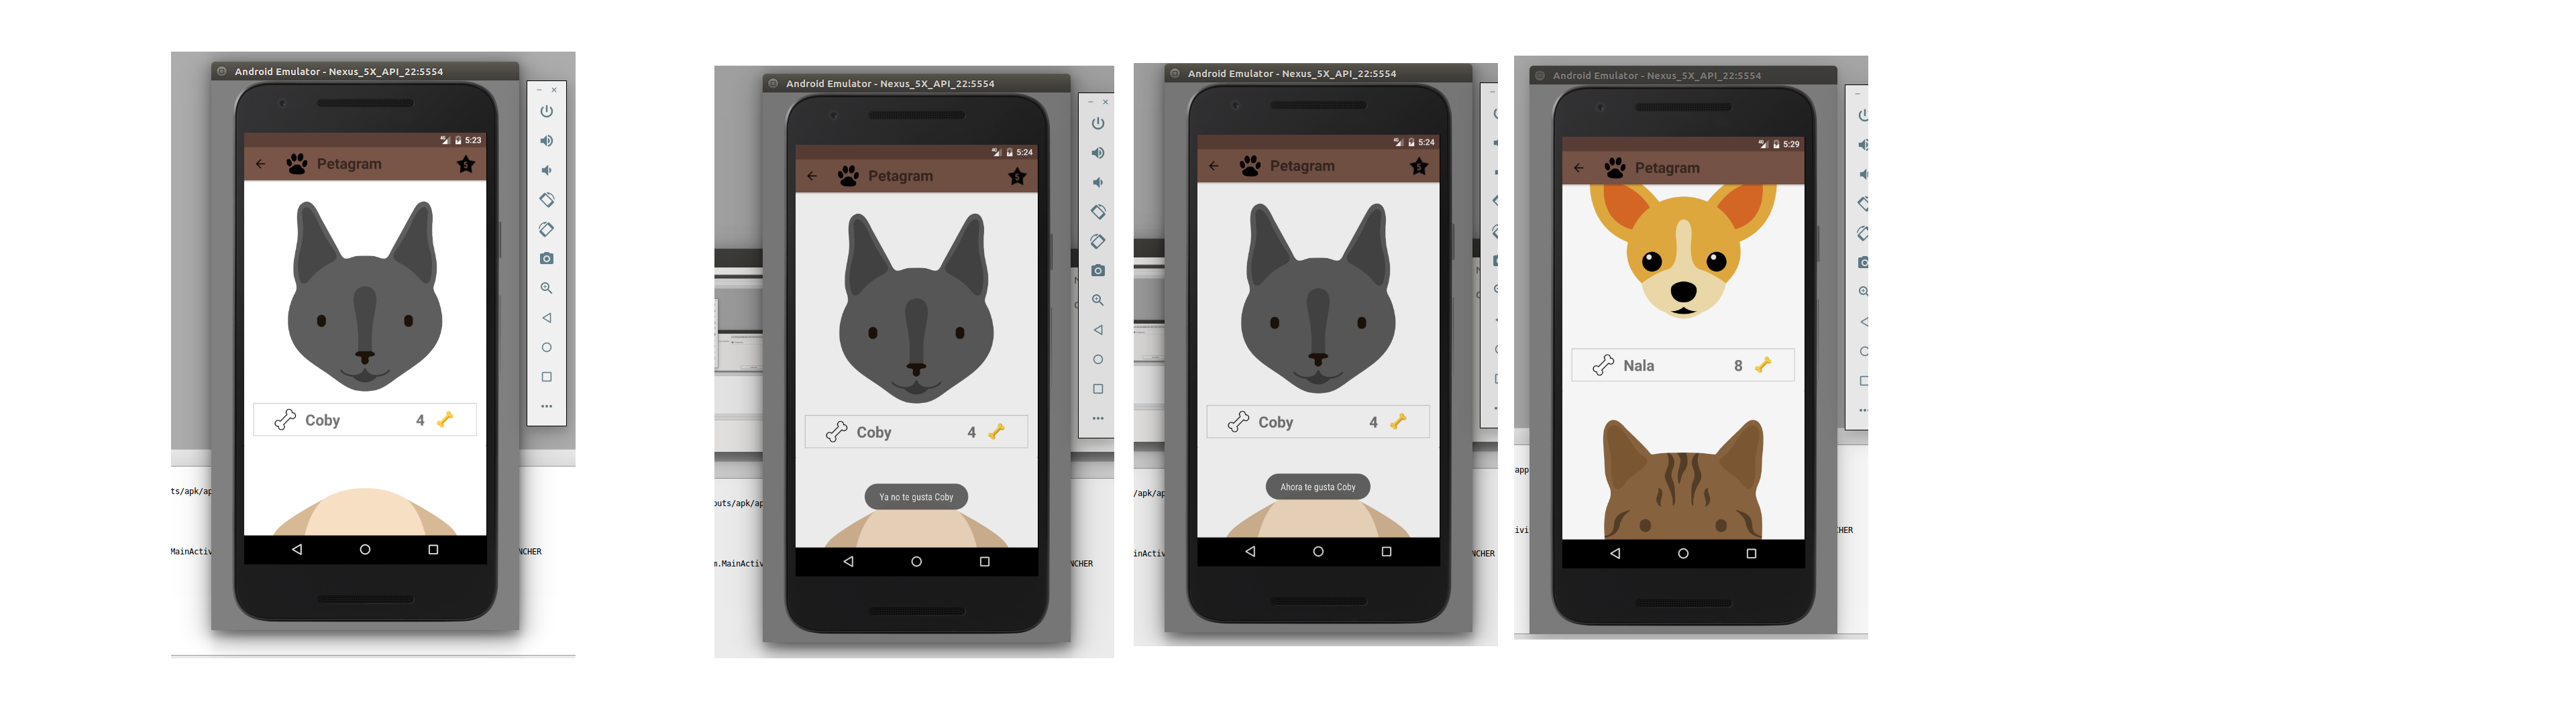 Android Emulator - Nexus_5X_API_22:5554
5:23
Petagram
5
Coby 4
ts/apk/ap
MainActiv
NCHER
Android Emulator - Nexus_5X_API_22:5554
5:24
Petagram
5
Coby 4
Ya no te gusta Coby
outs/apk/ap
n.MainActiv
NCHER
Android Emulator - Nexus_5X_API_22:5554
5:24
Petagram
5
Coby 4
Ahora te gusta Coby
/apk/ap
inActiv
NCHER
Android Emulator - Nexus_5X_API_22:5554
5:29
Petagram
Nala 8
app
ivi
CHER